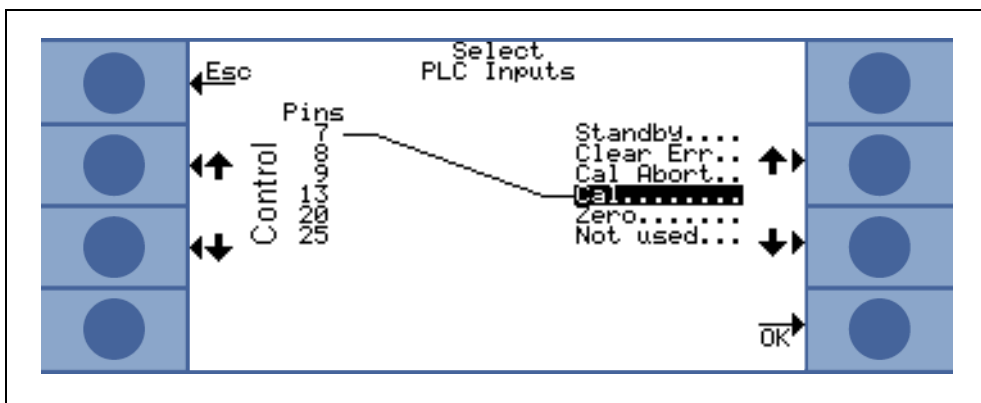 Select
PLC Inputs
Esc
Pins
Control
7
8
9
13
20
25
Standby....
Clear Err..
Cal Abort..
Cal........
Zero.......
Not used...
OK